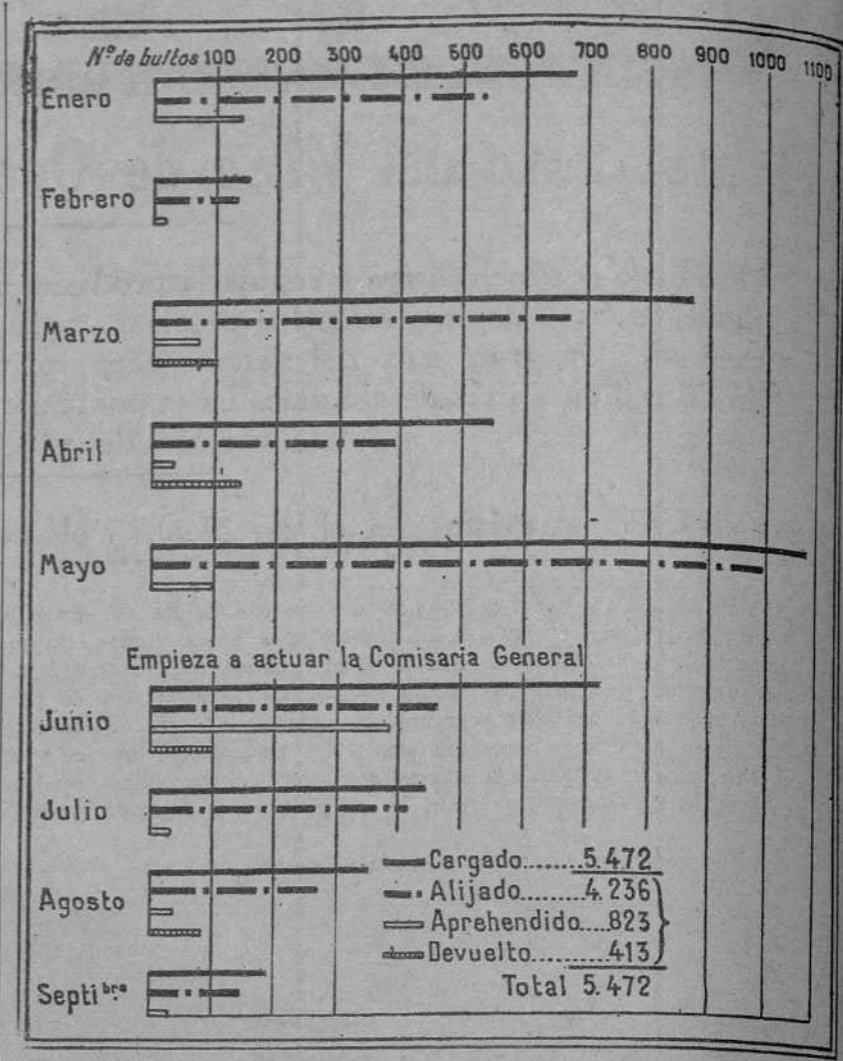 Nº de bultos 100 200 300 400 500 600 700 800 900 1000 1100
Enero
Febrero
Marzo
Abril
Mayo
Empieza a actuar la Comisaria General
Junio
Julio
Agosto
Septibre
Cargado........5.472
Alijado.........4.236
Aprehendido....823
Devuelto.........413
Total 5.472